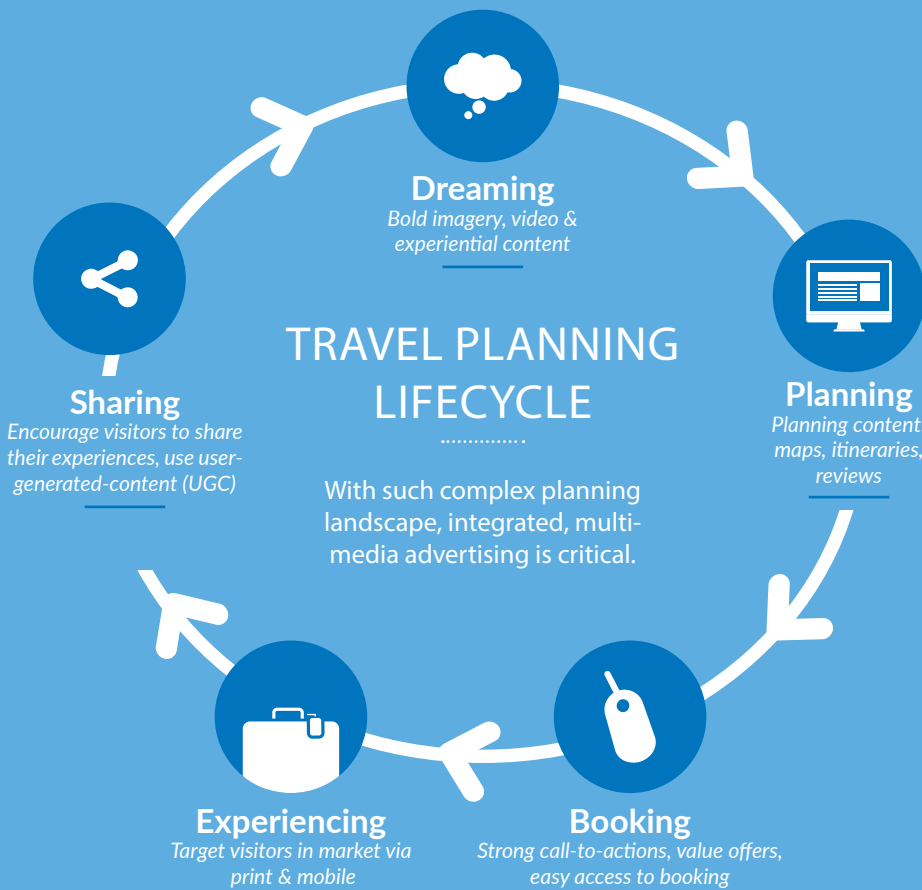 Dreaming
Bold imagery, video &
experiential content
TRAVEL PLANNING
LIFECYCLE
With such complex planning
landscape, integrated, multi-
media advertising is critical.
Planning
Planning content
maps, itineraries,
reviews
Booking
Strong call-to-actions, value offers,
easy access to booking
Experiencing
Target visitors in market via
print & mobile
Sharing
Encourage visitors to share
their experiences, use user-
generated-content (UGC)